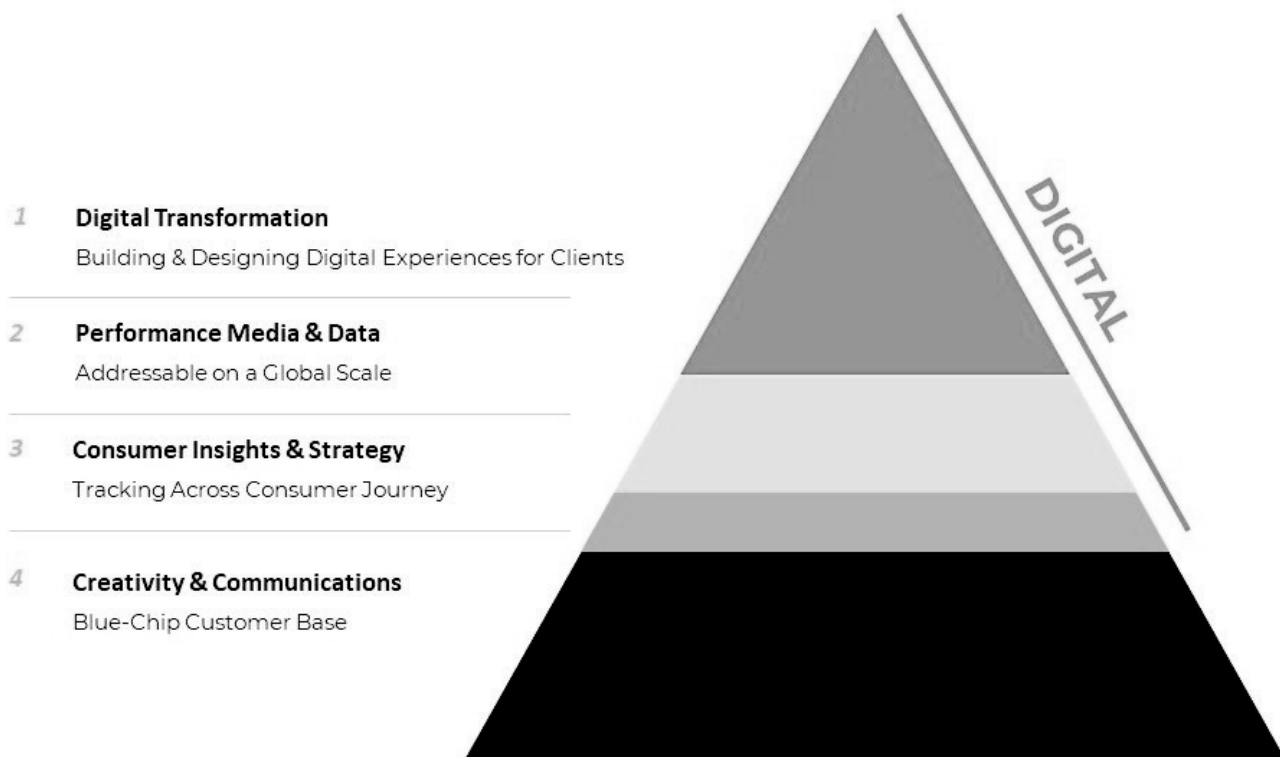 1 Digital Transformation
Building & Designing Digital Experiences for Clients
2 Performance Media & Data
Addressable on a Global Scale
3 Consumer Insights & Strategy
Tracking Across Consumer Journey
4 Creativity & Communications
Blue-Chip Customer Base
DIGITAL